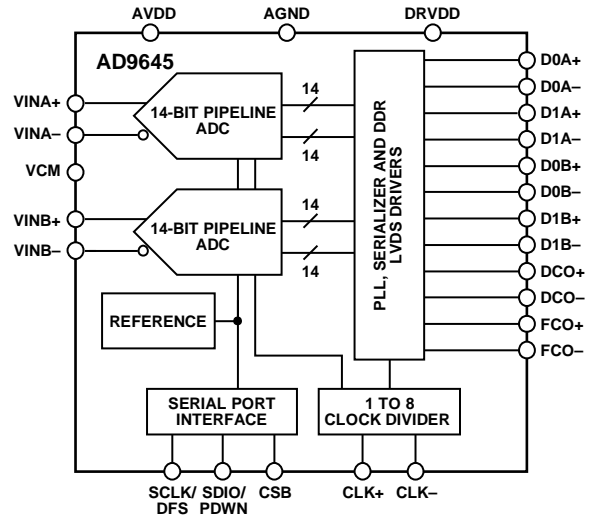 AVDD
AGND
DRVDD
AD9645
VINA+
VINA–
VCM
VINB+
VINB–
14-BIT PIPELINE
ADC
14
14
14-BIT PIPELINE
ADC
14
14
REFERENCE
SERIAL PORT
INTERFACE
1 TO 8
CLOCK DIVIDER
PLL, SERIALIZER AND DDR
LVDS DRIVERS
D0A+
D0A–
D1A+
D1A–
D0B+
D0B–
D1B+
D1B–
DCO+
DCO–
FCO+
FCO–
SCLK/
DFS
SDIO/
PDWN
CSB
CLK+
CLK–